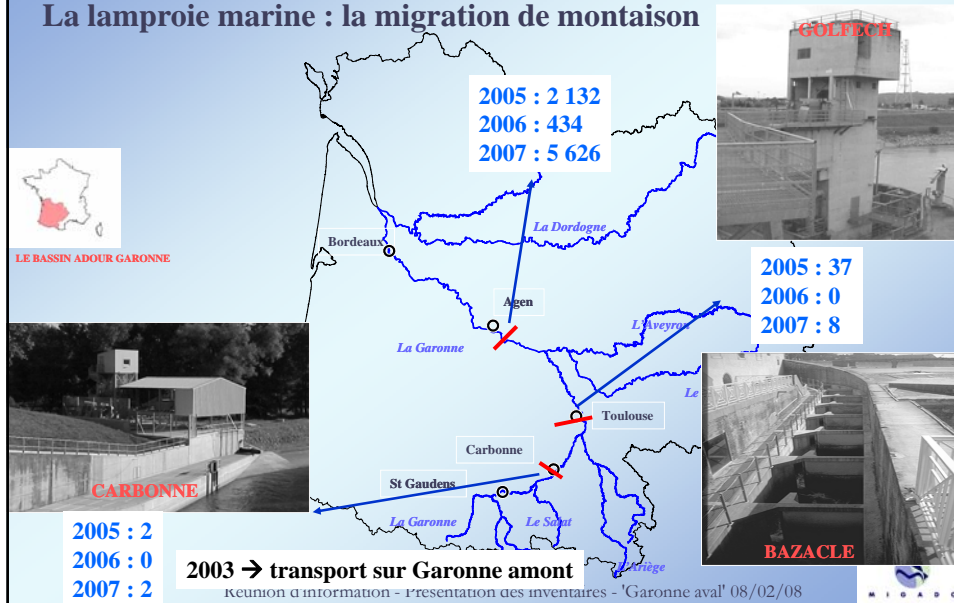 La lamproie marine : la migration de montaison
GOLFECH
2005 : 2 132
2006 : 434
2007 : 5 626
La Dordogne
Bordeaux
LE BASSIN ADOUR GARONNE
2005 : 37
2006 : 0
2007 : 8
Agen
L'Aveyron
La Garonne
Le
Toulouse
Carbonne
CARBONNE
St Gaudens
La Garonne
Le Salat
BAZACLE
L'Ariège
2005 : 2
2006 : 0
2007 : 2
2003 → transport sur Garonne amont
Réunion d'information - Présentation des inventaires - 'Garonne aval' 08/02/08
MIGADO